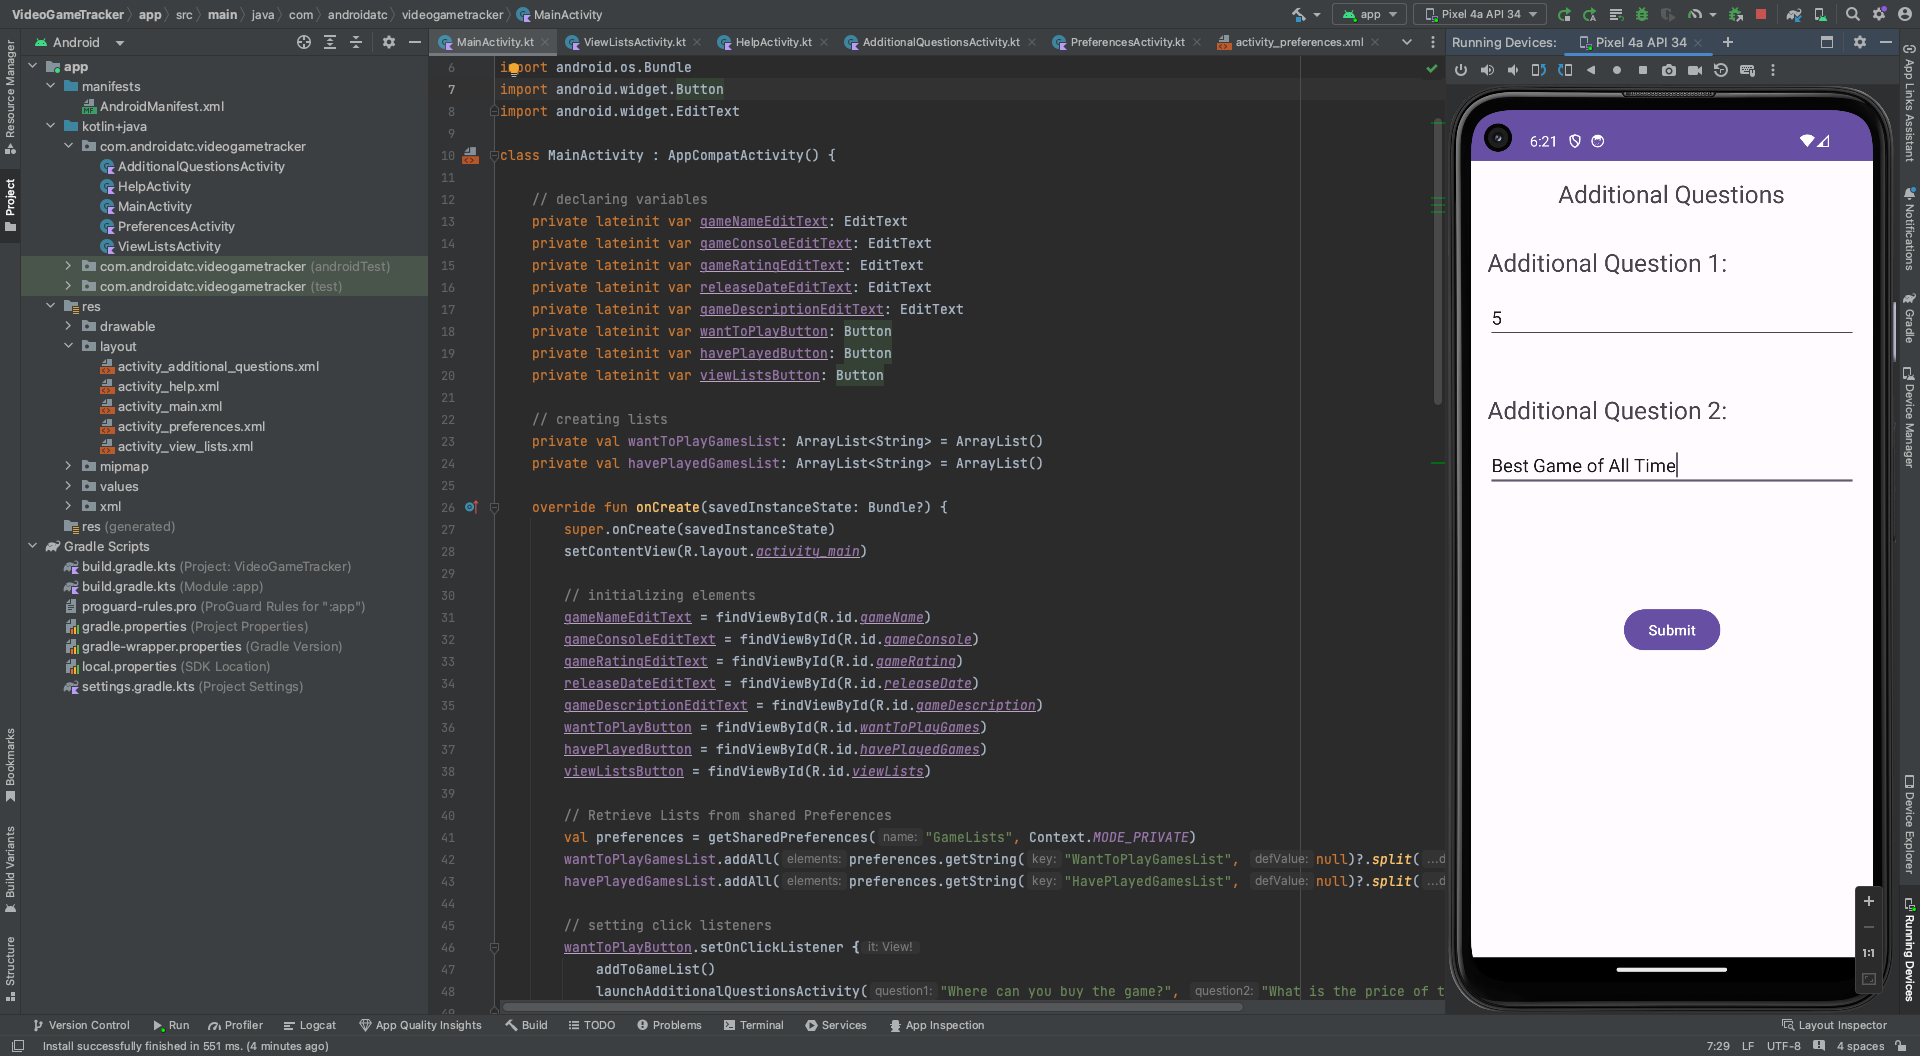 VideoGameTracker app src main java com androidatc videogametracker MainActivity
app Pixel 4a API 34
Android
MainActivity.kt ViewListsActivity.kt HelpActivity.kt AdditionalQuestionsActivity.kt PreferencesActivity.kt activity_preferences.xml
Running Devices: Pixel 4a API 34
Resource Manager
Project
Bookmarks
Build Variants
Structure
app
manifests
AndroidManifest.xml
kotlin+java
com.androidatc.videogametracker
AdditionalQuestionsActivity
HelpActivity
MainActivity
PreferencesActivity
ViewListsActivity
com.androidatc.videogametracker (androidTest)
com.androidatc.videogametracker (test)
res
drawable
layout
activity_additional_questions.xml
activity_help.xml
activity_main.xml
activity_preferences.xml
activity_view_lists.xml
mipmap
values
xml
res (generated)
Gradle Scripts
build.gradle.kts (Project: VideoGameTracker)
build.gradle.kts (Module :app)
proguard-rules.pro (ProGuard Rules for ":app")
gradle.properties (Project Properties)
gradle-wrapper.properties (Gradle Version)
local.properties (SDK Location)
settings.gradle.kts (Project Settings)
6 import android.os.Bundle
7 import android.widget.Button
8 import android.widget.EditText
9
10 class MainActivity : AppCompatActivity() {
11
12 // declaring variables
13 private lateinit var gameNameEditText: EditText
14 private lateinit var gameConsoleEditText: EditText
15 private lateinit var gameRatingEditText: EditText
16 private lateinit var releaseDateEditText: EditText
17 private lateinit var gameDescriptionEditText: EditText
18 private lateinit var wantToPlayButton: Button
19 private lateinit var havePlayedButton: Button
20 private lateinit var viewListsButton: Button
21
22 // creating lists
23 private val wantToPlayGamesList: ArrayList<String> = ArrayList()
24 private val havePlayedGamesList: ArrayList<String> = ArrayList()
25
26 override fun onCreate(savedInstanceState: Bundle?) {
27 super.onCreate(savedInstanceState)
28 setContentView(R.layout.activity_main)
29
30 // initializing elements
31 gameNameEditText = findViewById(R.id.gameName)
32 gameConsoleEditText = findViewById(R.id.gameConsole)
33 gameRatingEditText = findViewById(R.id.gameRating)
34 releaseDateEditText = findViewById(R.id.releaseDate)
35 gameDescriptionEditText = findViewById(R.id.gameDescription)
36 wantToPlayButton = findViewById(R.id.wantToPlayGames)
37 havePlayedButton = findViewById(R.id.havePlayedGames)
38 viewListsButton = findViewById(R.id.viewLists)
39
40 // Retrieve Lists from shared Preferences
41 val preferences = getSharedPreferences( name: "GameLists", Context.MODE_PRIVATE)
42 wantToPlayGamesList.addAll( elements: preferences.getString( key: "WantToPlayGamesList", defValue: null)?.split( ...d
43 havePlayedGamesList.addAll( elements: preferences.getString( key: "HavePlayedGamesList", defValue: null)?.split( ...d
44
45 // setting click listeners
46 wantToPlayButton.setOnClickListener { it: View!
47 addToGameList()
48 launchAdditionalQuestionsActivity( question1: "Where can you buy the game?", question2: "What is the price of t
6:21
Additional Questions
Additional Question 1:
5
Additional Question 2:
Best Game of All Time
Submit
1:1
App Links Assistant
Notifications
Gradle
Device Manager
Device Explorer
Running Devices
Version Control Run Profiler Logcat App Quality Insights Build TODO Problems Terminal Services App Inspection Layout Inspector
Install successfully finished in 551 ms. (4 minutes ago) 7:29 LF UTF-8 4 spaces